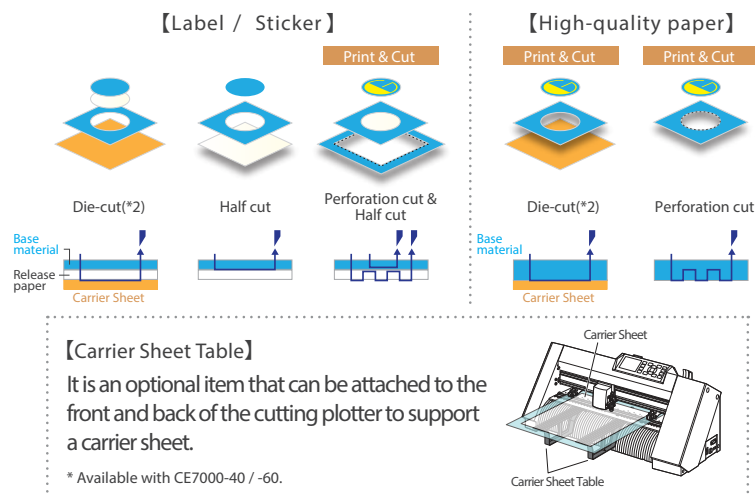 【Label / Sticker】
【High-quality paper】
Print & Cut
Print & Cut
Print & Cut
Die-cut(*2)
Half cut
Perforation cut &
Half cut
Die-cut(*2)
Perforation cut
Base
material
Release
paper
Carrier Sheet
Base
material
Carrier Sheet
【Carrier Sheet Table】
It is an optional item that can be attached to the
front and back of the cutting plotter to support
a carrier sheet.
* Available with CE7000-40 / -60.
Carrier Sheet
Carrier Sheet Table